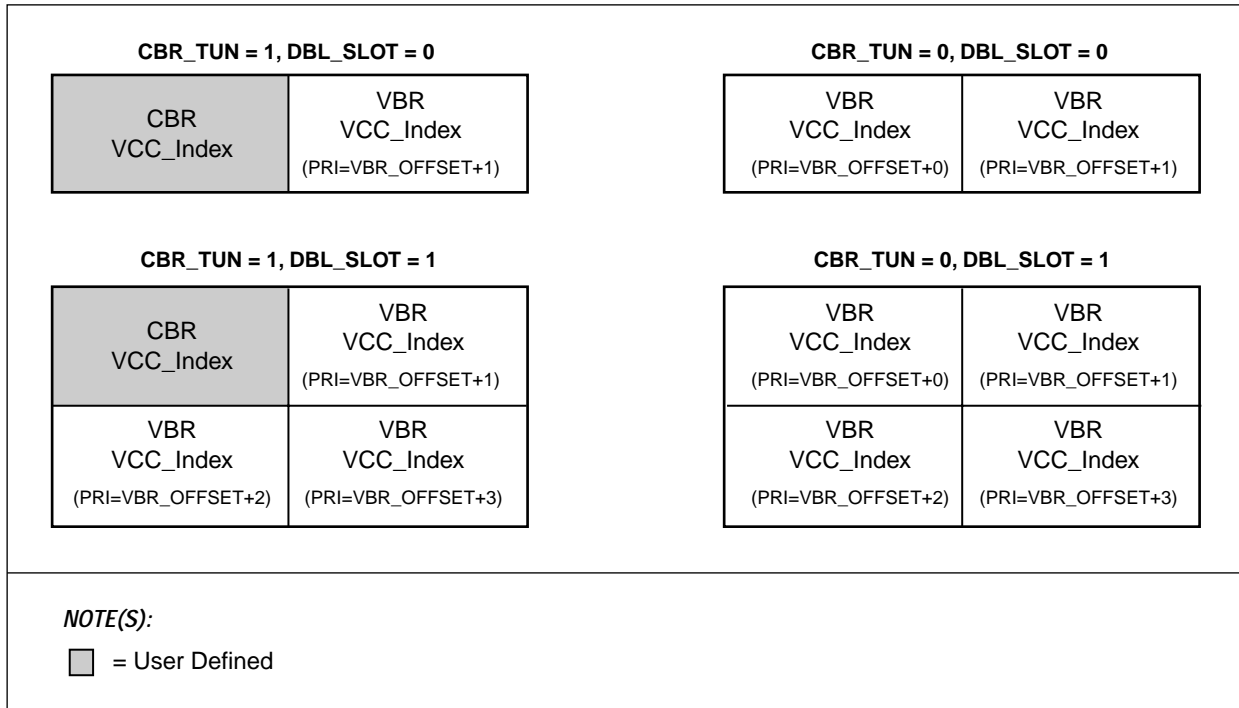 CBR_TUN = 1, DBL_SLOT = 0
CBR
VCC_Index
VBR
VCC_Index
(PRI=VBR_OFFSET+1)
CBR_TUN = 0, DBL_SLOT = 0
VBR
VCC_Index
(PRI=VBR_OFFSET+0)
VBR
VCC_Index
(PRI=VBR_OFFSET+1)
CBR_TUN = 1, DBL_SLOT = 1
CBR
VCC_Index
VBR
VCC_Index
(PRI=VBR_OFFSET+1)
VBR
VCC_Index
(PRI=VBR_OFFSET+2)
VBR
VCC_Index
(PRI=VBR_OFFSET+3)
CBR_TUN = 0, DBL_SLOT = 1
VBR
VCC_Index
(PRI=VBR_OFFSET+0)
VBR
VCC_Index
(PRI=VBR_OFFSET+1)
VBR
VCC_Index
(PRI=VBR_OFFSET+2)
VBR
VCC_Index
(PRI=VBR_OFFSET+3)
NOTE(S):
= User Defined